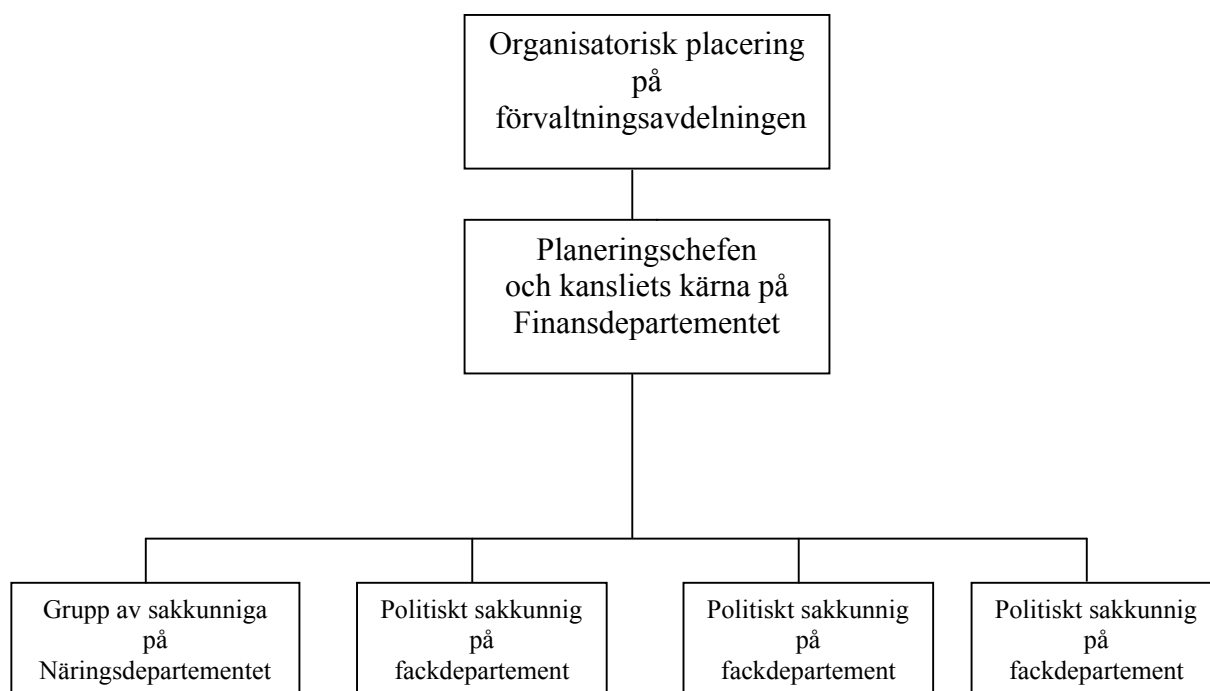 Organisatorisk placering
på
förvaltningsavdelningen
Planeringschefen
och kansliets kärna på
Finansdepartementet
Grupp av sakkunniga
på
Näringsdepartementet
Politiskt sakkunnig
på
fackdepartement
Politiskt sakkunnig
på
fackdepartement
Politiskt sakkunnig
på
fackdepartement